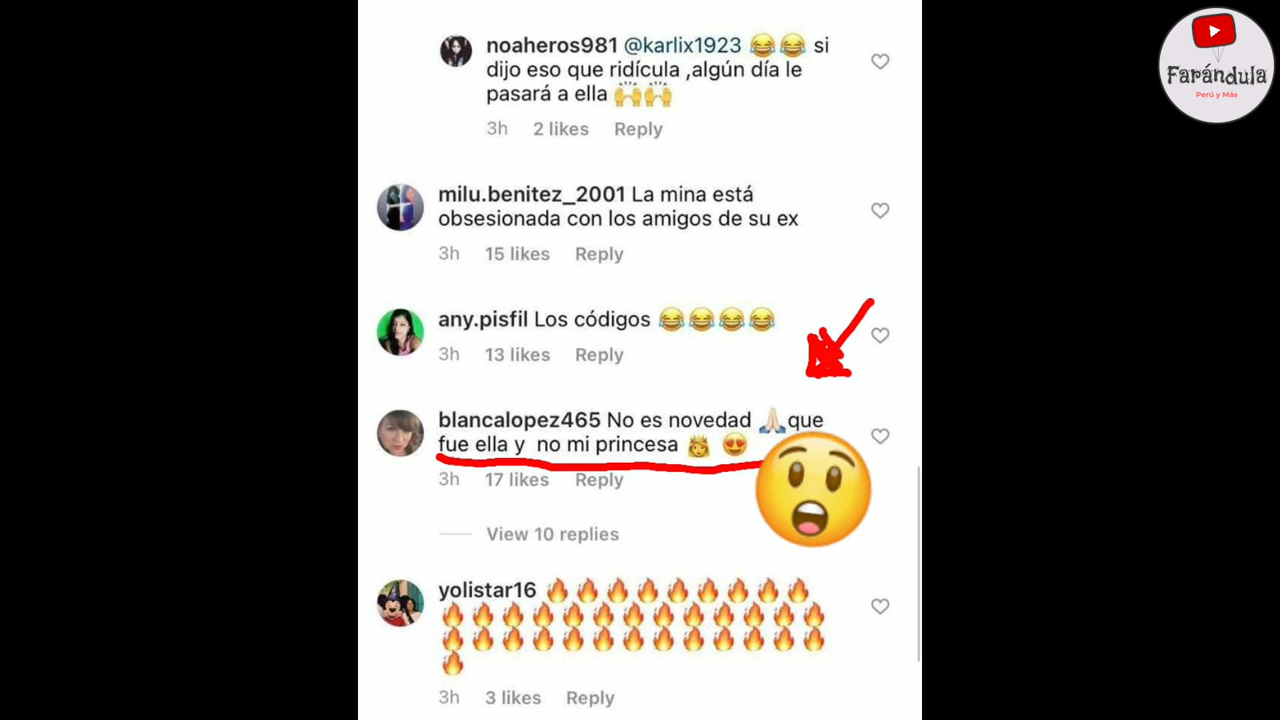 noaheros981 @karlix1923 😂😂 si
dijo eso que ridícula ,algún día le
pasará a ella 🙌🙌
3h 2 likes Reply
milu.benitez_2001 La mina está
obsesionada con los amigos de su ex
3h 15 likes Reply
any.pisfil Los códigos 😂😂😂😂
3h 13 likes Reply
blancalopez465 No es novedad 🙏🏻que
fue ella y no mi princesa 👸 😍
3h 17 likes Reply
View 10 replies
yolistar16 🔥🔥🔥🔥🔥🔥🔥🔥🔥
🔥🔥🔥🔥🔥🔥🔥🔥🔥🔥🔥🔥🔥
🔥🔥🔥🔥🔥🔥🔥🔥🔥🔥🔥🔥🔥
🔥
3h 3 likes Reply
Farándula
Perú y Más